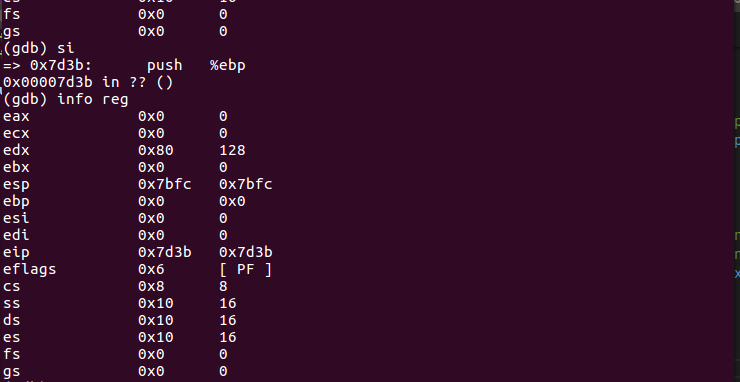 fs 0x0 0
gs 0x0 0
(gdb) si
=> 0x7d3b: push %ebp
0x00007d3b in ?? ()
(gdb) info reg
eax 0x0 0
ecx 0x0 0
edx 0x80 128
ebx 0x0 0
esp 0x7bfc 0x7bfc
ebp 0x0 0x0
esi 0x0 0
edi 0x0 0
eip 0x7d3b 0x7d3b
eflags 0x6 [ PF ]
cs 0x8 8
ss 0x10 16
ds 0x10 16
es 0x10 16
fs 0x0 0
gs 0x0 0